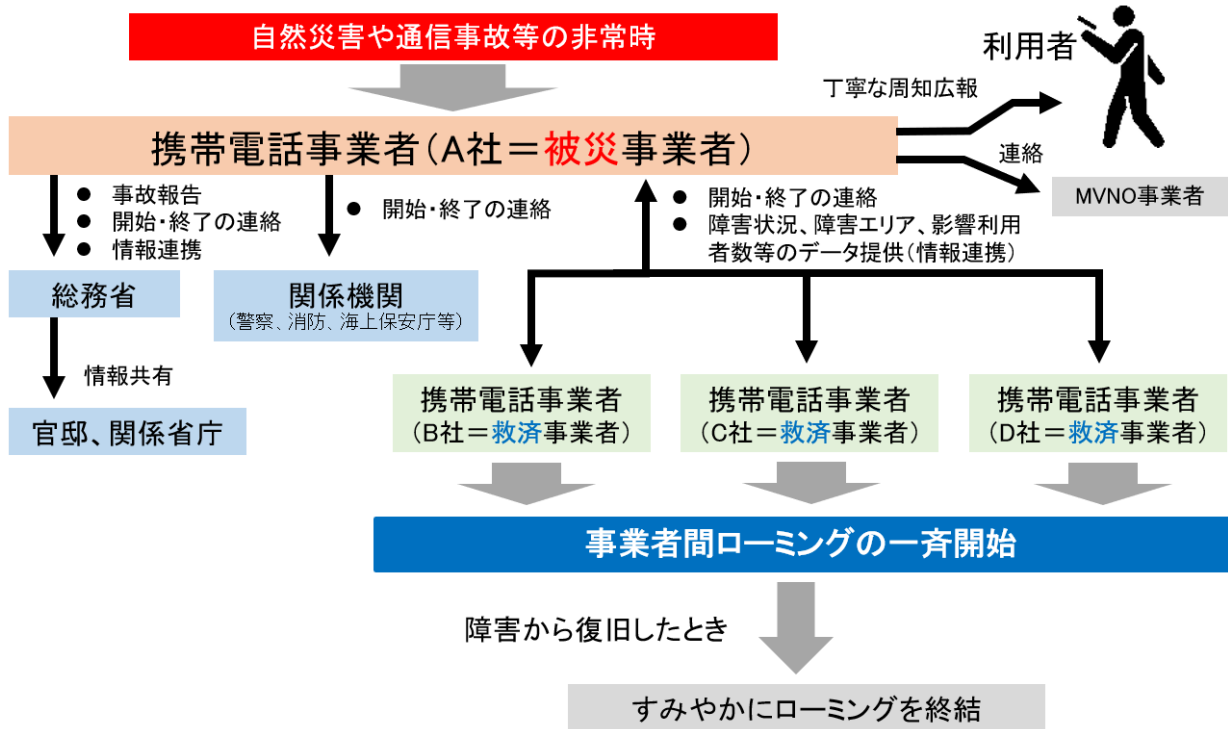 自然災害や通信事故等の非常時
利用者
丁寧な周知広報
携帯電話事業者(A社＝被災事業者)
連絡
MVNO事業者
● 事故報告
● 開始・終了の連絡
● 情報連携
● 開始・終了の連絡
● 開始・終了の連絡
● 障害状況、障害エリア、影響利用
者数等のデータ提供(情報連携)
総務省
関係機関
(警察、消防、海上保安庁等)
情報共有
官邸、関係省庁
携帯電話事業者
(B社＝救済事業者)
携帯電話事業者
(C社＝救済事業者)
携帯電話事業者
(D社＝救済事業者)
事業者間ローミングの一斉開始
障害から復旧したとき
すみやかにローミングを終結